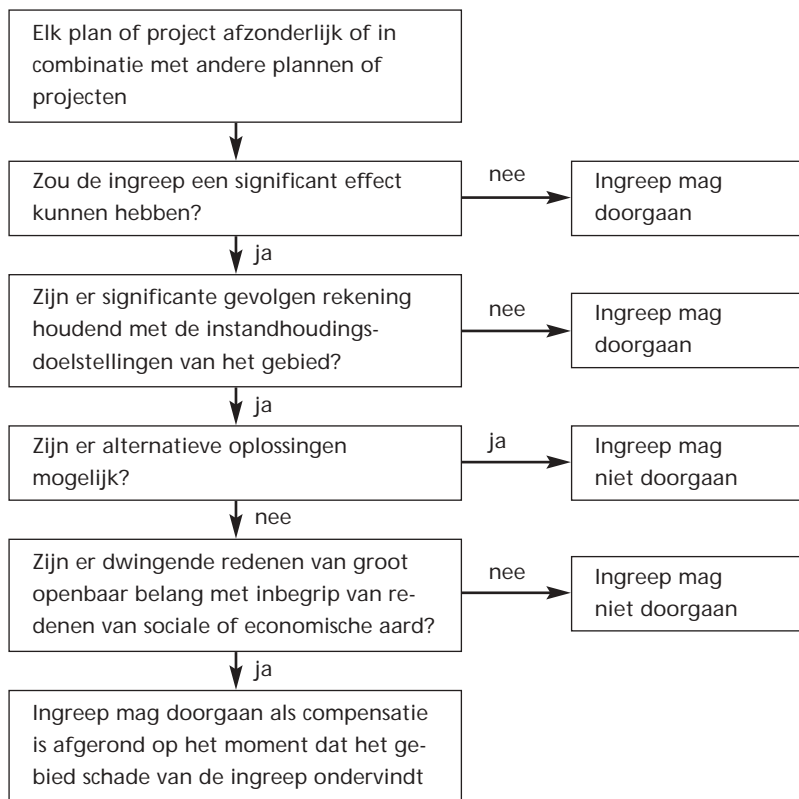 Elk plan of project afzonderlijk of in
combinatie met andere plannen of
projecten
Zou de ingreep een significant effect
kunnen hebben?
nee
Ingreep mag
doorgaan
ja
Zijn er significante gevolgen rekening
houdend met de instandhoudings-
doelstellingen van het gebied?
nee
Ingreep mag
doorgaan
ja
Zijn er alternatieve oplossingen
mogelijk?
ja
Ingreep mag
niet doorgaan
nee
Zijn er dwingende redenen van groot
openbaar belang met inbegrip van re-
denen van sociale of economische aard?
nee
Ingreep mag
niet doorgaan
ja
Ingreep mag doorgaan als compensatie
is afgerond op het moment dat het ge-
bied schade van de ingreep ondervindt